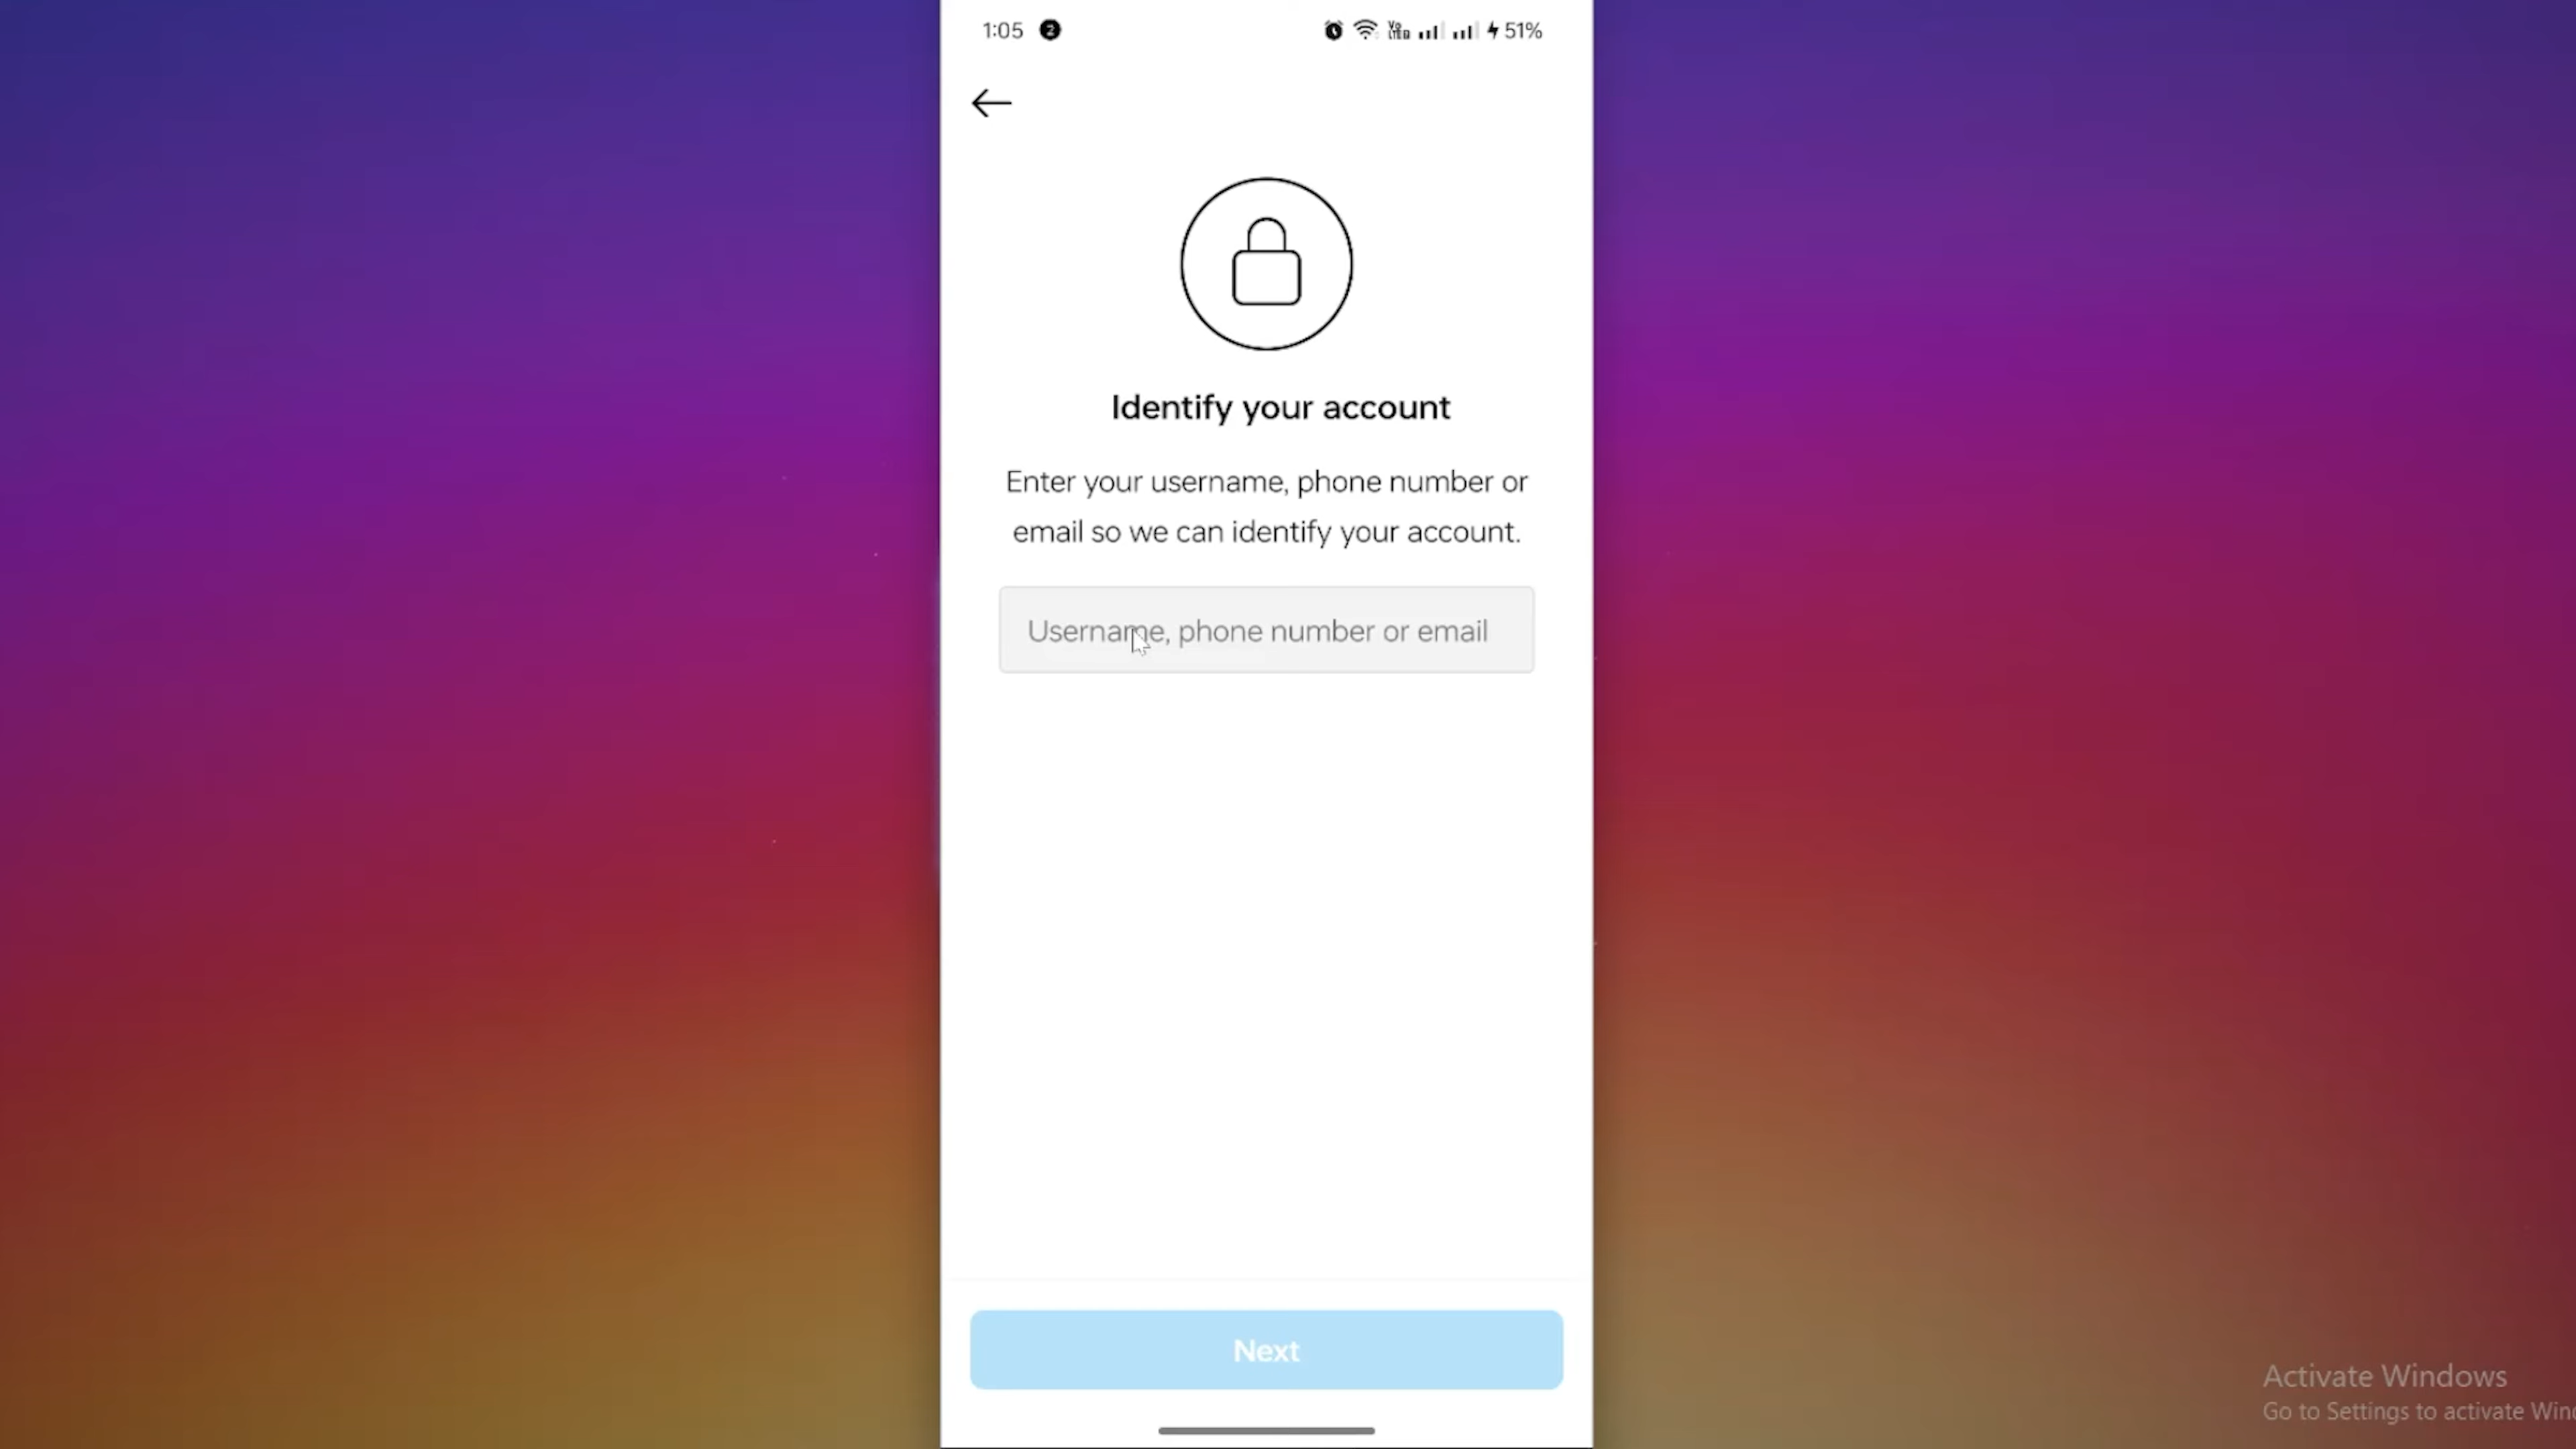 1:05 2 51%
Identify your account
Enter your username, phone number or
email so we can identify your account.
Username, phone number or email
Next
Activate Windows
Go to Settings to activate